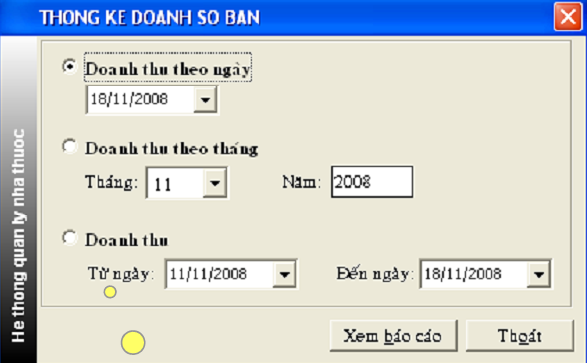 THONG KE DOANH SO BAN
Doanh thu theo ngày
18/11/2008
Doanh thu theo tháng
Tháng: 11 Năm: 2008
Doanh thu
Từ ngày: 11/11/2008 Đến ngày: 18/11/2008
Xem báo cáo Thoát
He thong quan ly nha thuoc